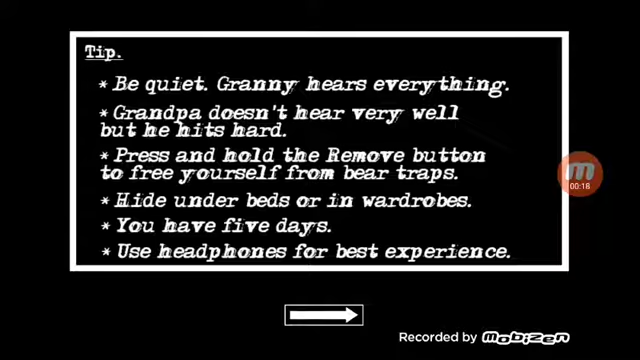 Tip.
* Be quiet. Granny hears everything.
* Grandpa doesn't hear very well
but he hits hard.
* Press and hold the Remove button
to free yourself from bear traps.
* Hide under beds or in wardrobes.
* You have five days.
* Use headphones for best experience.
00:18
Recorded by mobizen